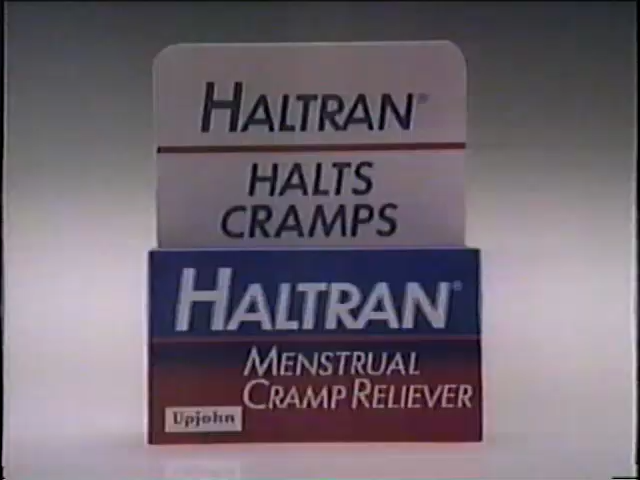 HALTRAN®
HALTS
CRAMPS
HALTRAN®
MENSTRUAL
CRAMP RELIEVER
Upjohn